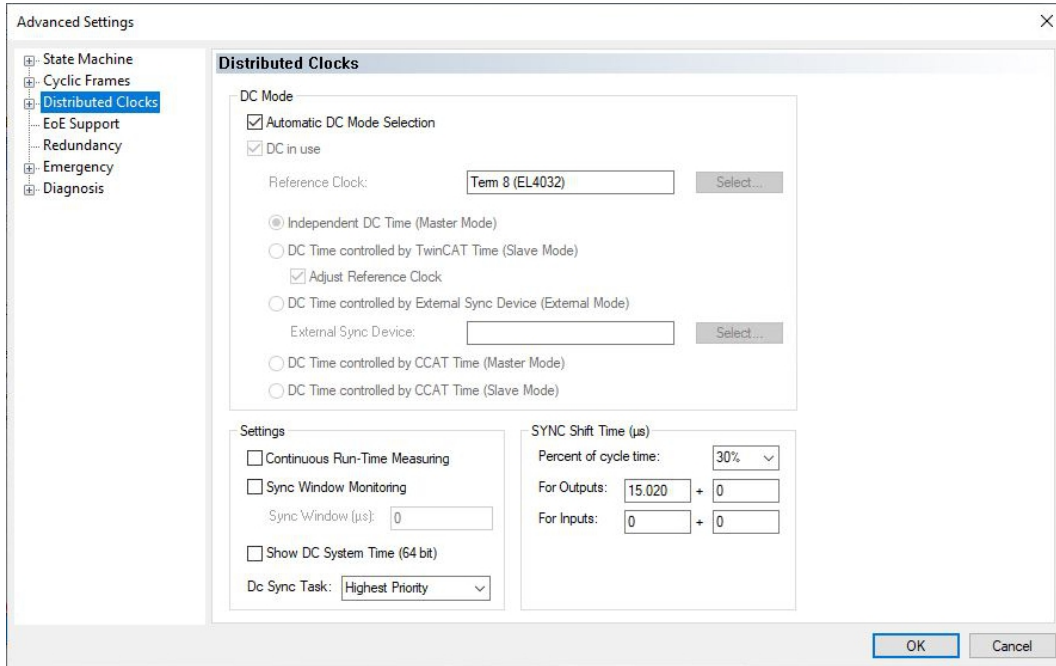 Advanced Settings
State Machine
Cyclic Frames
Distributed Clocks
EoE Support
Redundancy
Emergency
Diagnosis
Distributed Clocks
DC Mode
Automatic DC Mode Selection
DC in use
Reference Clock: Term 8 (EL4032) Select...
Independent DC Time (Master Mode)
DC Time controlled by TwinCAT Time (Slave Mode)
Adjust Reference Clock
DC Time controlled by External Sync Device (External Mode)
External Sync Device: Select...
DC Time controlled by CCAT Time (Master Mode)
DC Time controlled by CCAT Time (Slave Mode)
Settings
Continuous Run-Time Measuring
Sync Window Monitoring
Sync Window (µs): 0
Show DC System Time (64 bit)
Dc Sync Task: Highest Priority
SYNC Shift Time (µs)
Percent of cycle time: 30%
For Outputs: 15.020 + 0
For Inputs: 0 + 0
OK Cancel